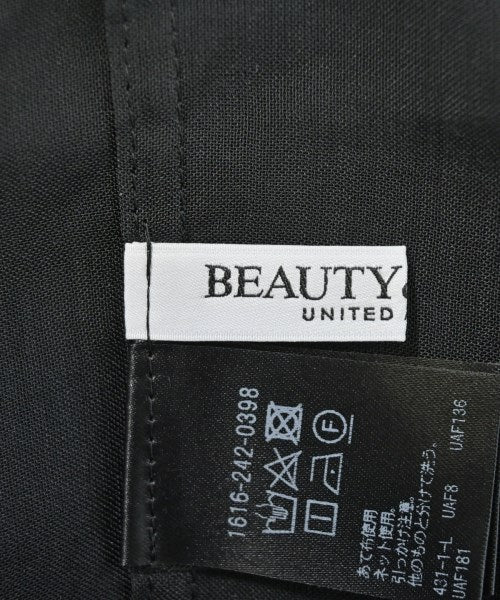 BEAUTY&
UNITED
1616-242-0398
あて布使用
ネット使用。
引っかけ注意。
他のものと分けて洗う。
431-1-L UAF8 UAF136
UAF181